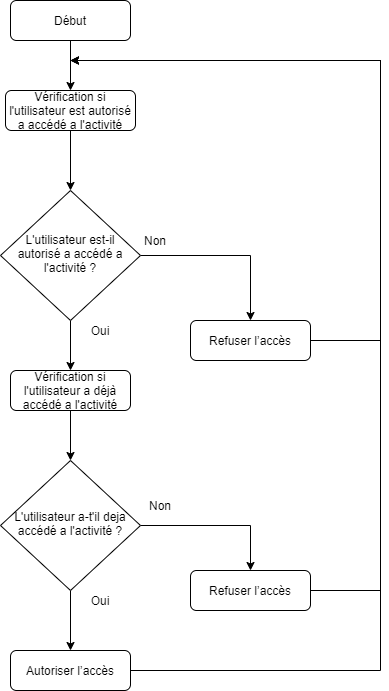 Début
Vérification si
l'utilisateur est autorisé
a accédé a l'activité
L'utilisateur est-il
autorisé a accédé a
l'activité ?
Non
Refuser l'accès
Oui
Vérification si
l'utilisateur a déjà
accédé a l'activité
L'utilisateur a-t'il deja
accédé a l'activité ?
Non
Refuser l'accès
Oui
Autoriser l'accès